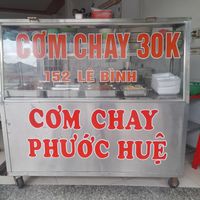 CƠM CHAY 30K
152 LÊ BÌNH
CƠM CHAY
PHƯỚC HUỆ